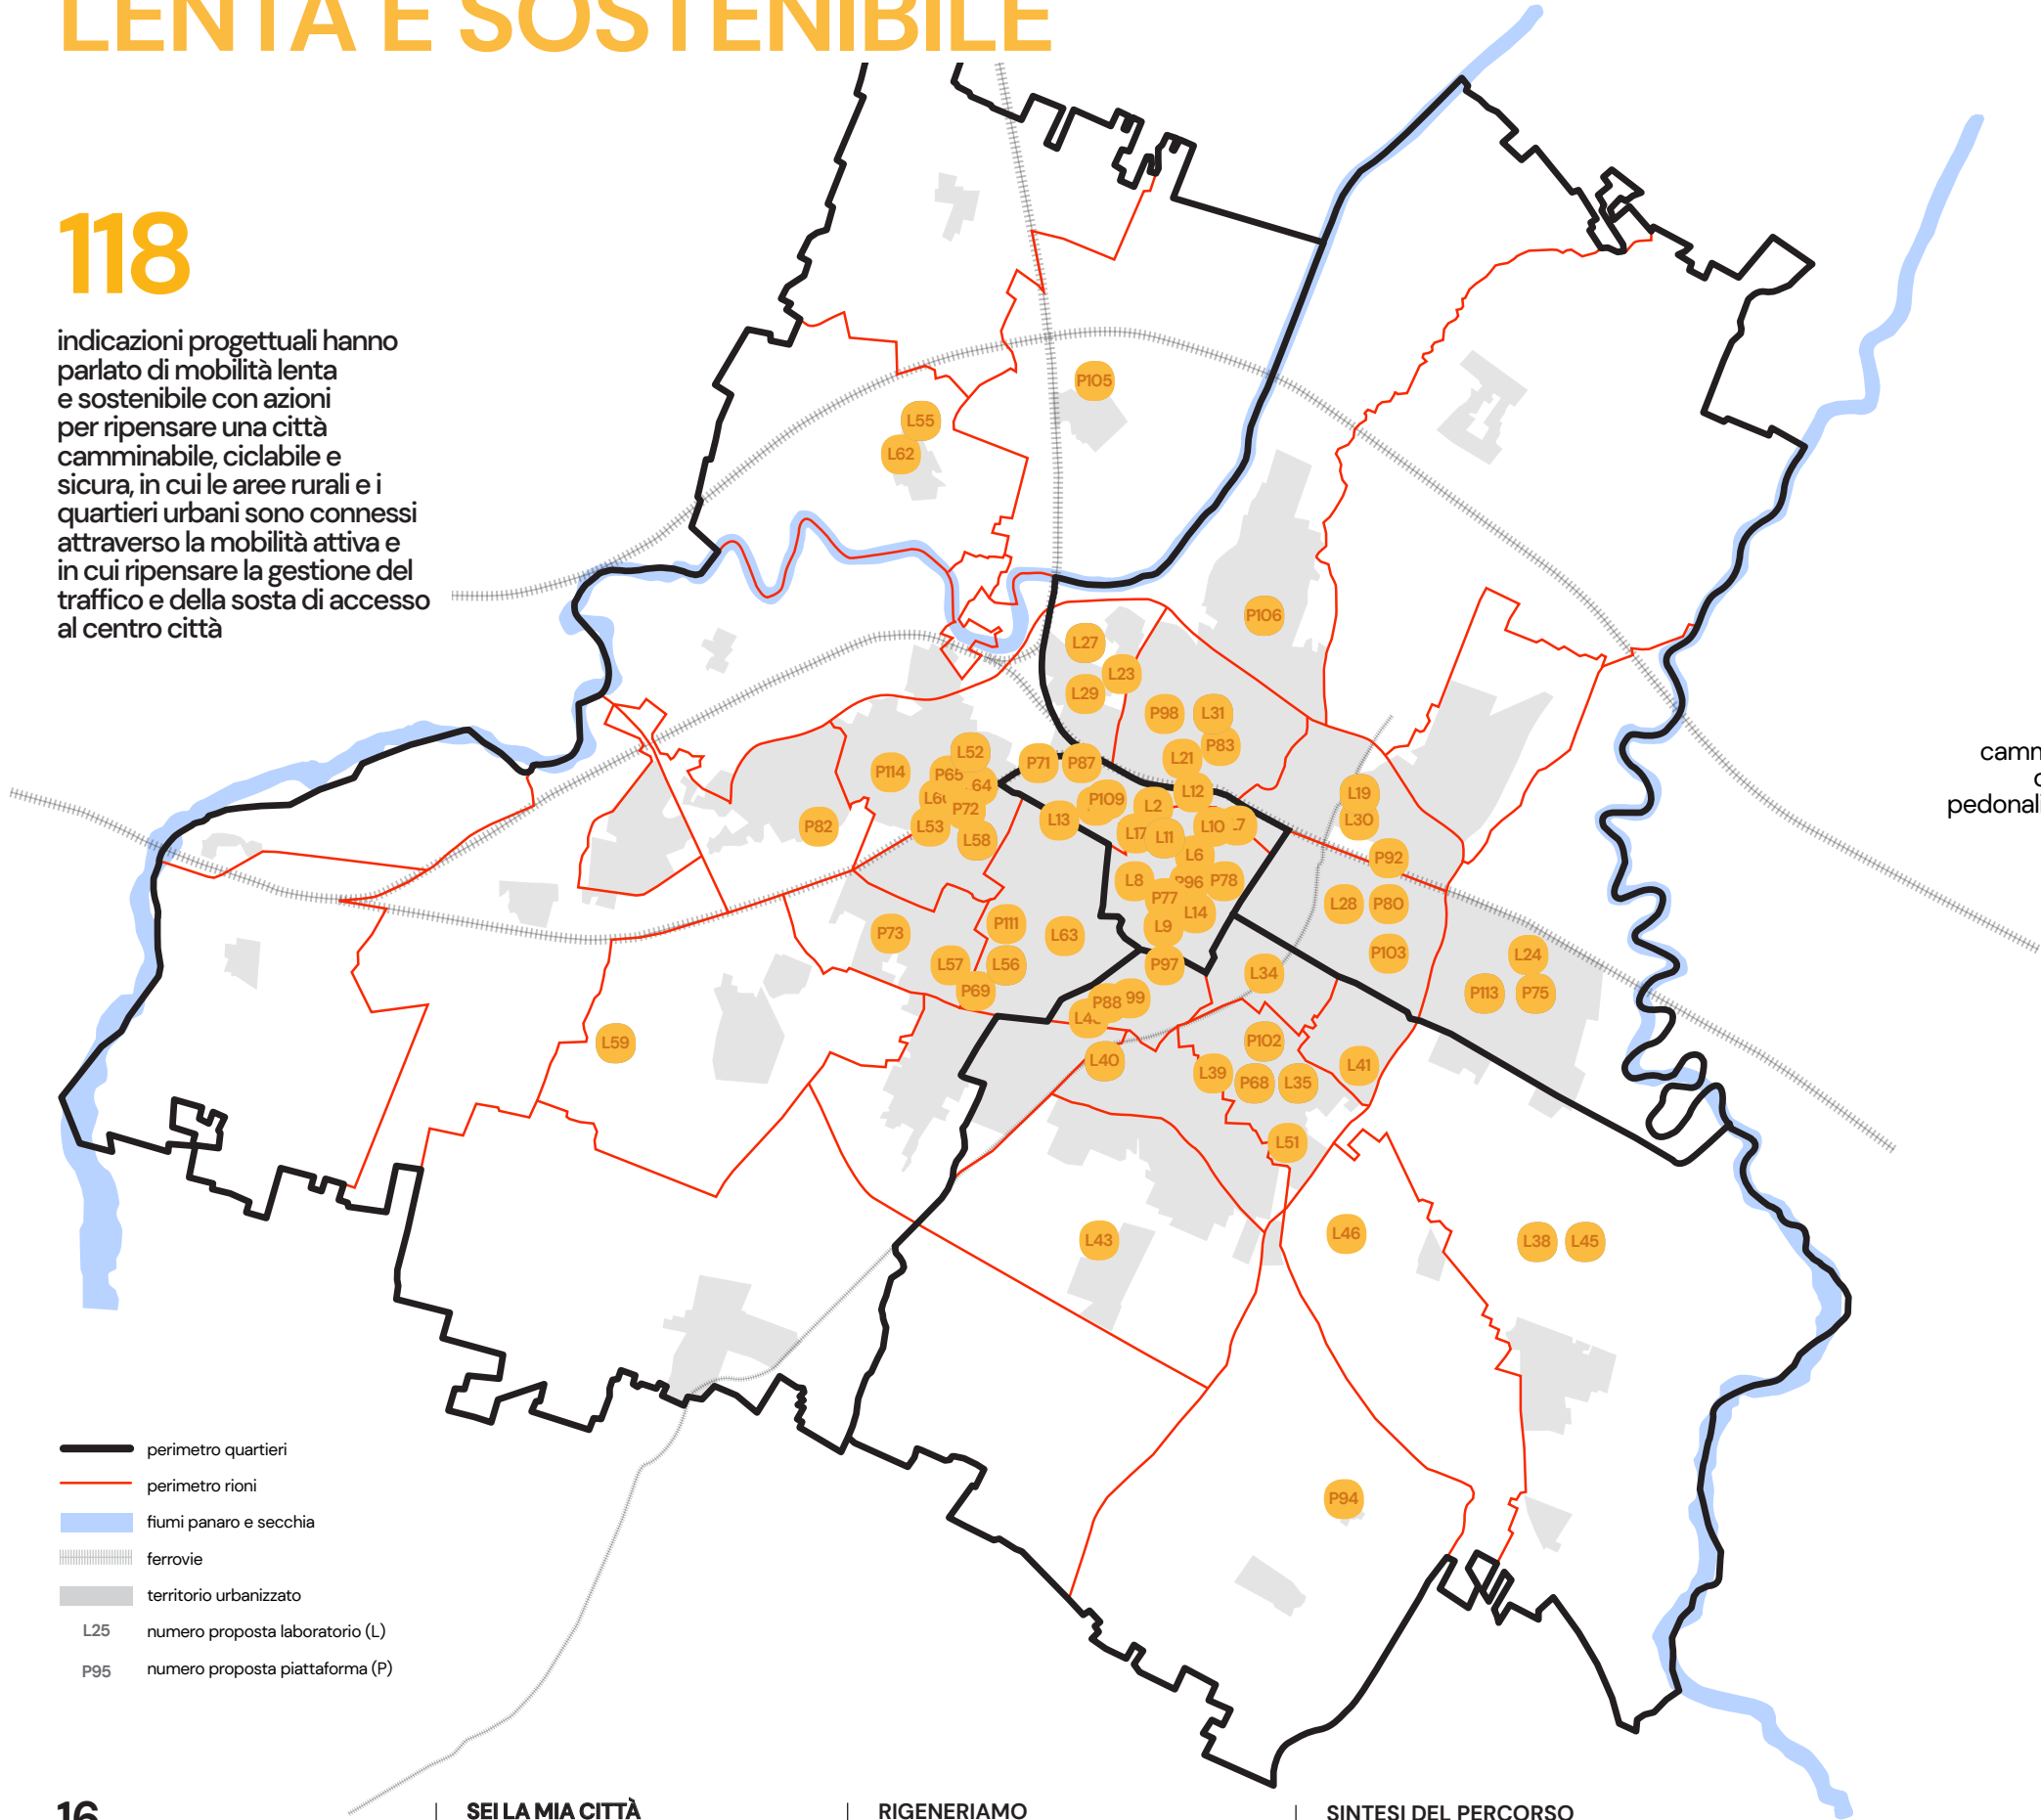 LENTA E SOSTENIBILE
118
indicazioni progettuali hanno
parlato di mobilità lenta
e sostenibile con azioni
per ripensare una città
camminabile, ciclabile e
sicura, in cui le aree rurali e i
quartieri urbani sono connessi
attraverso la mobilità attiva e
in cui ripensare la gestione del
traffico e della sosta di accesso
al centro città
P105
L55
L62
P106
L27
L23
L29
P98
L31
P83
L21
L52
P71
P87
P114
P65
64
L12
P109
L2
L19
P72
L13
L30
P82
L53
L58
L17
L11
L10
L7
L6
P92
L8
P96
P78
P77
L14
L28
P80
P73
P111
L63
L9
P103
L24
L57
L56
P97
L34
P69
P88
99
P113
P75
L59
L40
P102
L39
P68
L35
L41
L51
L43
L46
L38
L45
P94
camm
pedonali
perimetro quartieri
perimetro rioni
fiumi panaro e secchia
ferrovie
territorio urbanizzato
L25 numero proposta laboratorio (L)
P95 numero proposta piattaforma (P)
16
SEI LA MIA CITTÀ
RIGENERIAMO
SINTESI DEL PERCORSO